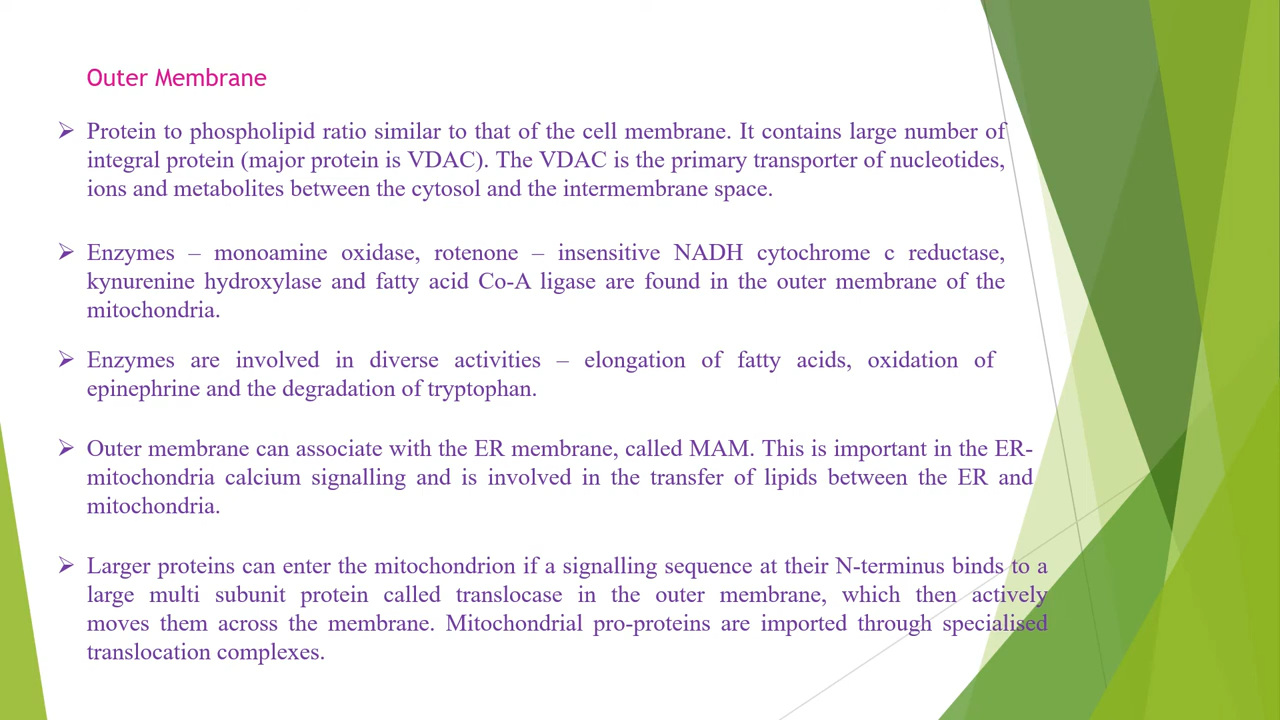 Outer Membrane
➢ Protein to phospholipid ratio similar to that of the cell membrane. It contains large number of
integral protein (major protein is VDAC). The VDAC is the primary transporter of nucleotides,
ions and metabolites between the cytosol and the intermembrane space.
➢ Enzymes – monoamine oxidase, rotenone – insensitive NADH cytochrome c reductase,
kynurenine hydroxylase and fatty acid Co-A ligase are found in the outer membrane of the
mitochondria.
➢ Enzymes are involved in diverse activities – elongation of fatty acids, oxidation of
epinephrine and the degradation of tryptophan.
➢ Outer membrane can associate with the ER membrane, called MAM. This is important in the ER-
mitochondria calcium signalling and is involved in the transfer of lipids between the ER and
mitochondria.
➢ Larger proteins can enter the mitochondrion if a signalling sequence at their N-terminus binds to a
large multi subunit protein called translocase in the outer membrane, which then actively
moves them across the membrane. Mitochondrial pro-proteins are imported through specialised
translocation complexes.